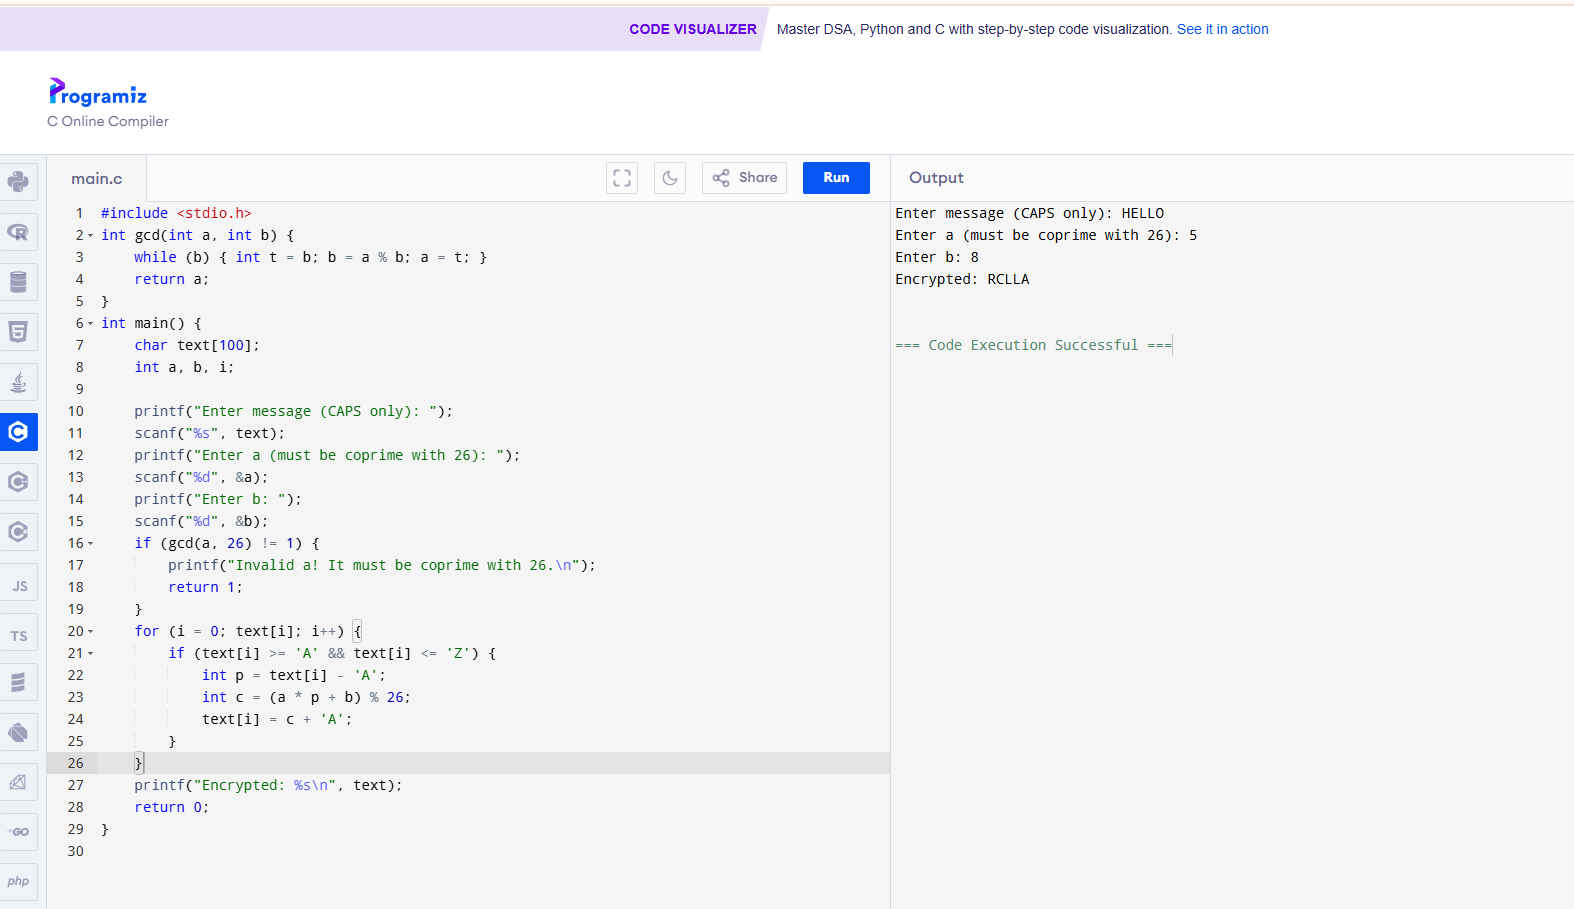 CODE VISUALIZER Master DSA, Python and C with step-by-step code visualization. See it in action
Programiz
C Online Compiler
main.c Share Run Output
1 #include <stdio.h>
2 int gcd(int a, int b) {
3     while (b) { int t = b; b = a % b; a = t; }
4     return a;
5 }
6 int main() {
7     char text[100];
8     int a, b, i;
9
10     printf("Enter message (CAPS only): ");
11     scanf("%s", text);
12     printf("Enter a (must be coprime with 26): ");
13     scanf("%d", &a);
14     printf("Enter b: ");
15     scanf("%d", &b);
16     if (gcd(a, 26) != 1) {
17         printf("Invalid a! It must be coprime with 26.\n");
18         return 1;
19     }
20     for (i = 0; text[i]; i++) {
21         if (text[i] >= 'A' && text[i] <= 'Z') {
22             int p = text[i] - 'A';
23             int c = (a * p + b) % 26;
24             text[i] = c + 'A';
25         }
26     }
27     printf("Encrypted: %s\n", text);
28     return 0;
29 }
30
Enter message (CAPS only): HELLO
Enter a (must be coprime with 26): 5
Enter b: 8
Encrypted: RCLLA
=== Code Execution Successful ===
R
5
C
JS
TS
GO
php